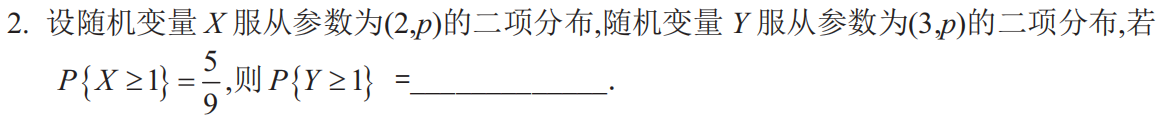 2. 设随机变量 X 服从参数为(2,p)的二项分布,随机变量 Y 服从参数为(3,p)的二项分布,若
P{X ≥ 1} = 5/9 ,则 P{Y ≥ 1} =____________.